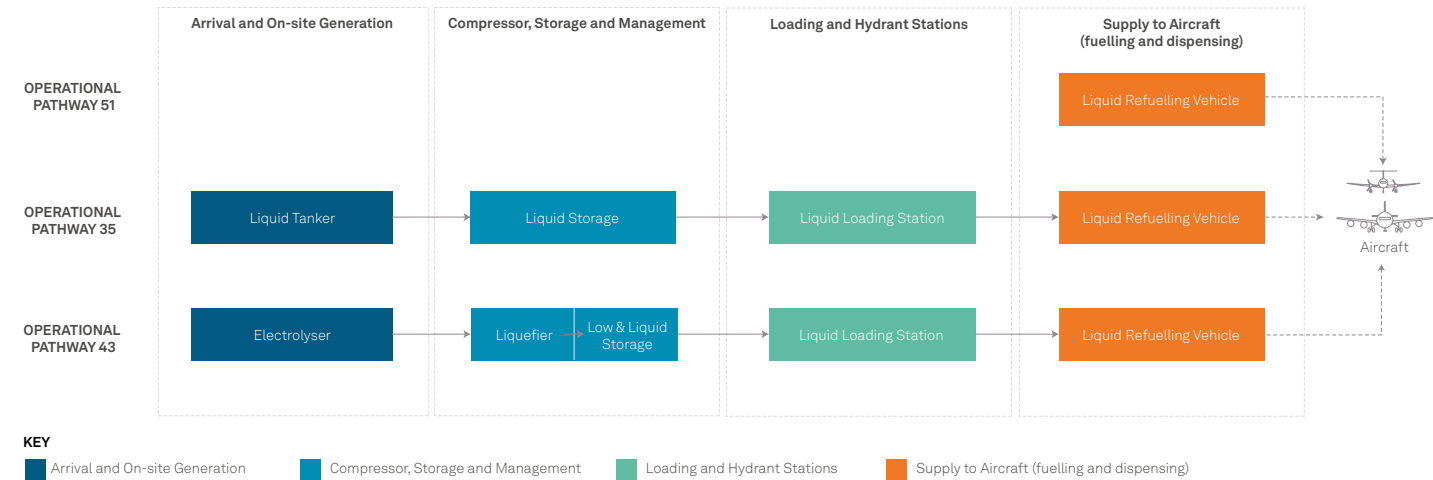 Arrival and On-site Generation
Compressor, Storage and Management
Loading and Hydrant Stations
Supply to Aircraft
(fuelling and dispensing)
OPERATIONAL
PATHWAY 51
Liquid Refuelling Vehicle
OPERATIONAL
PATHWAY 35
Liquid Tanker
Liquid Storage
Liquid Loading Station
Liquid Refuelling Vehicle
Aircraft
OPERATIONAL
PATHWAY 43
Electrolyser
Liquefier
Low & Liquid
Storage
Liquid Loading Station
Liquid Refuelling Vehicle
KEY
Arrival and On-site Generation
Compressor, Storage and Management
Loading and Hydrant Stations
Supply to Aircraft (fuelling and dispensing)